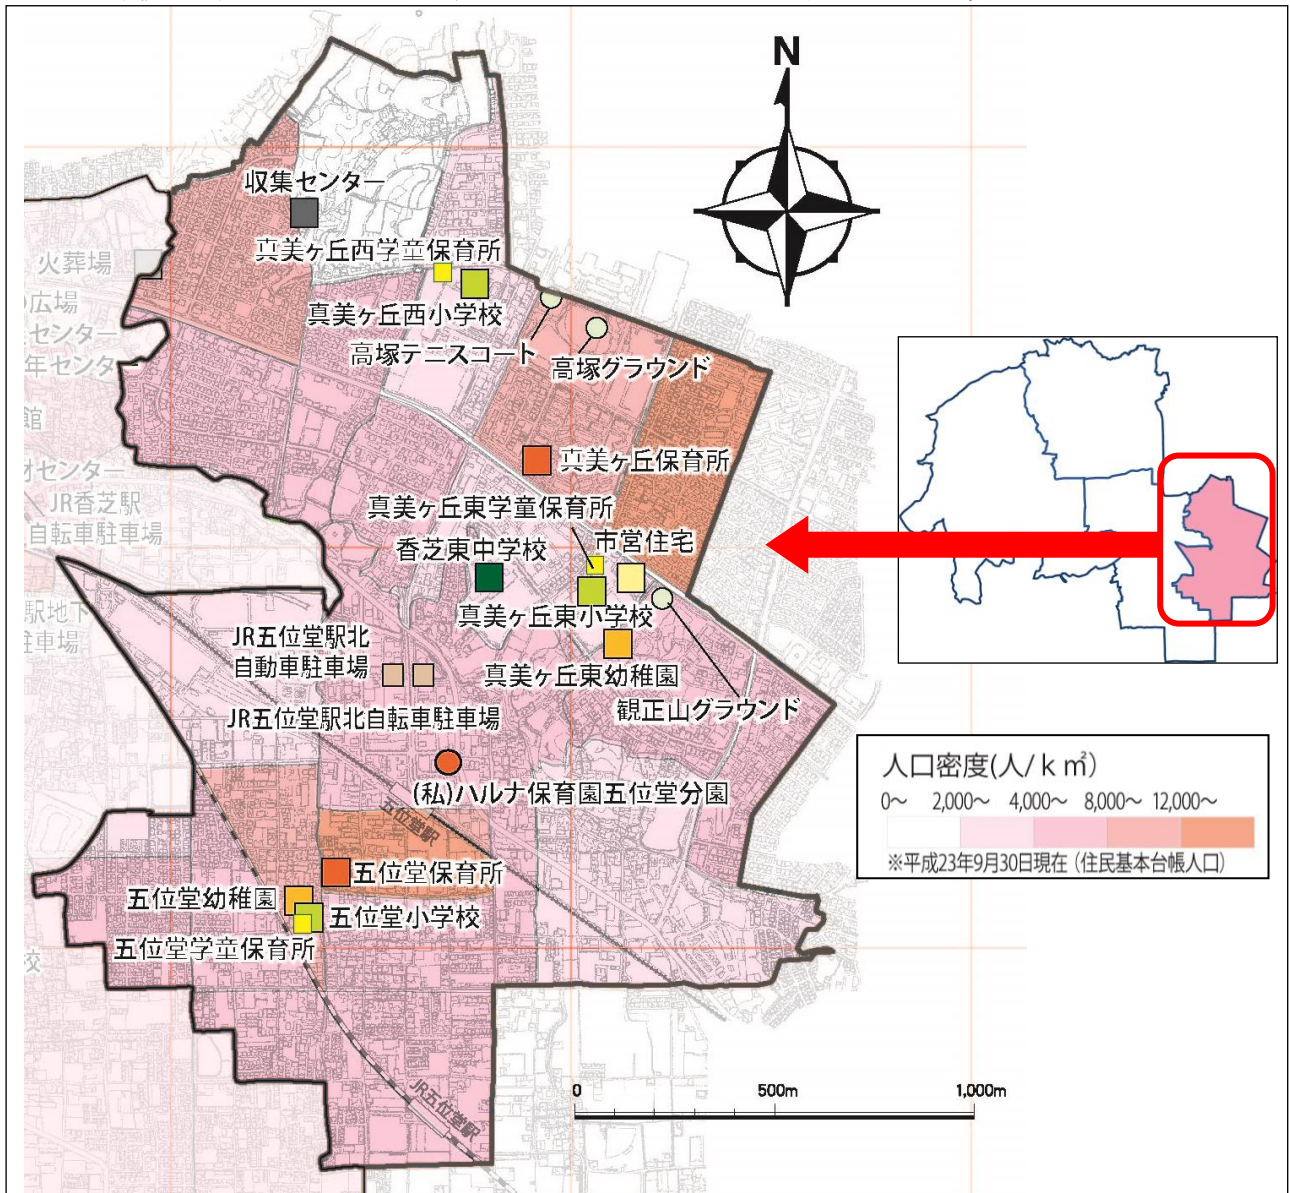 N
収集センター
真美ヶ丘西学童保育所
火葬場
広場
センター
年センター
真美ヶ丘西小学校
高塚テニスコート
高塚グラウンド
館
真美ヶ丘保育所
オセンター
JR香芝駅
自転車駐車場
真美ヶ丘東学童保育所
市営住宅
香芝東中学校
真美ヶ丘東小学校
駅地下
駐車場
JR五位堂駅北
自動車駐車場
真美ヶ丘東幼稚園
観正山グラウンド
JR五位堂駅北自転車駐車場
(私)ハルナ保育園五位堂分園
五位堂駅
人口密度(人/ｋ㎡)
0～ 2,000～ 4,000～ 8,000～ 12,000～
※平成23年9月30日現在（住民基本台帳人口）
五位堂保育所
五位堂幼稚園
五位堂小学校
五位堂学童保育所
校
JR五位堂駅
0 500m 1,000m